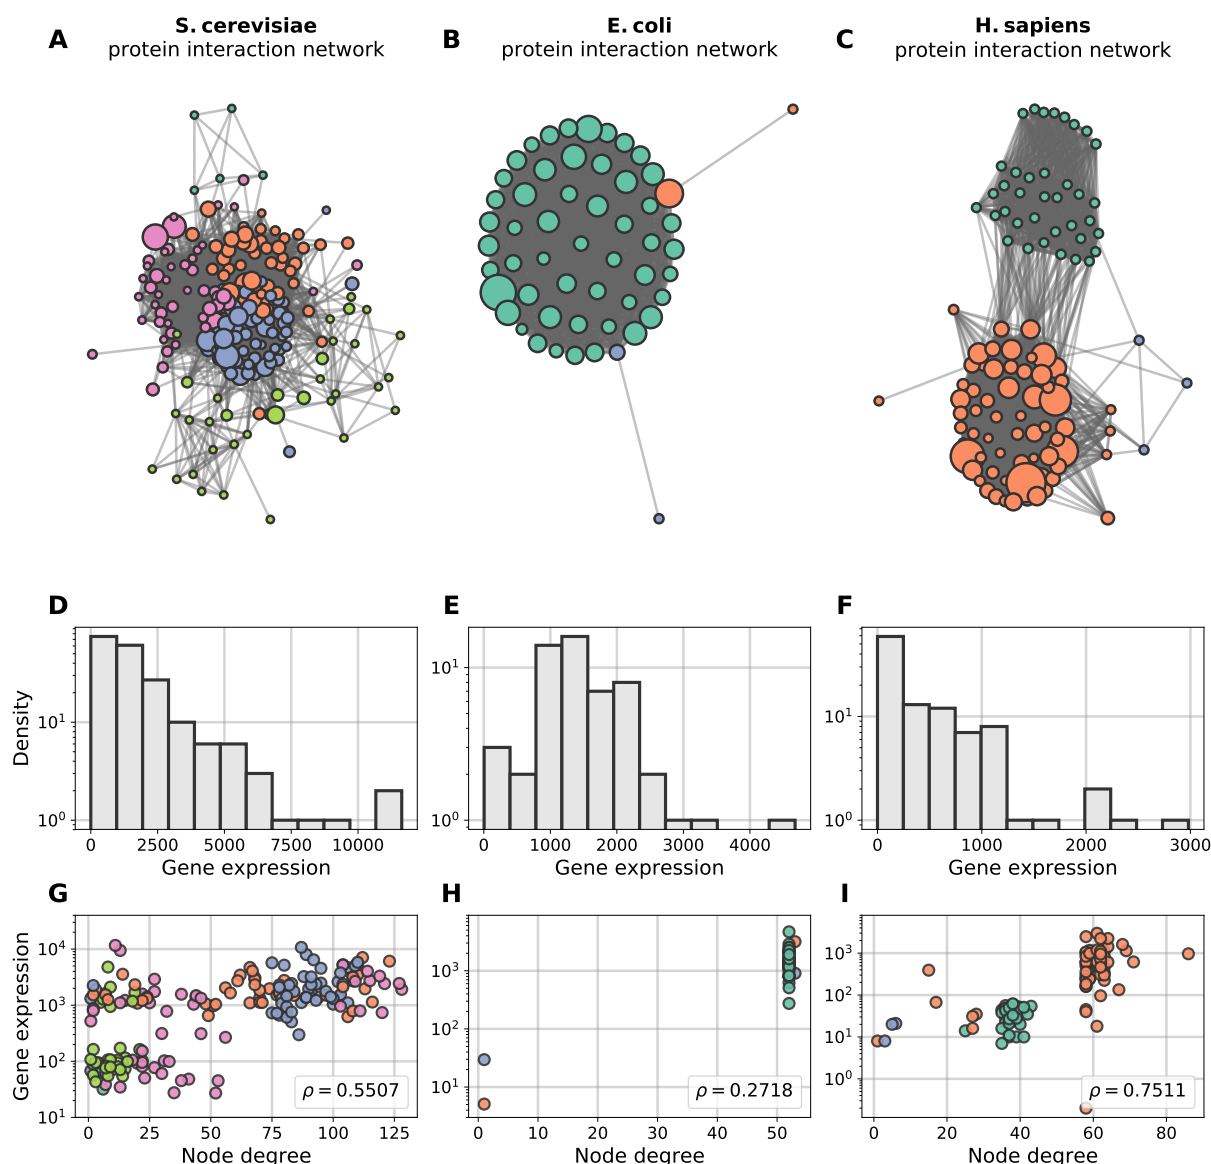 A
S. cerevisiae
protein interaction network
B
E. coli
protein interaction network
C
H. sapiens
protein interaction network
D
E
F
Density
10¹
10⁰
0 2500 5000 7500 10000
Gene expression
10¹
10⁰
0 1000 2000 3000 4000
Gene expression
10¹
10⁰
0 1000 2000 3000
Gene expression
G
H
I
Gene expression
10⁴
10³
10²
10¹
ρ = 0.5507
0 25 50 75 100 125
Node degree
10³
10²
10¹
ρ = 0.2718
0 10 20 30 40 50
Node degree
10³
10²
10¹
10⁰
ρ = 0.7511
0 20 40 60 80
Node degree